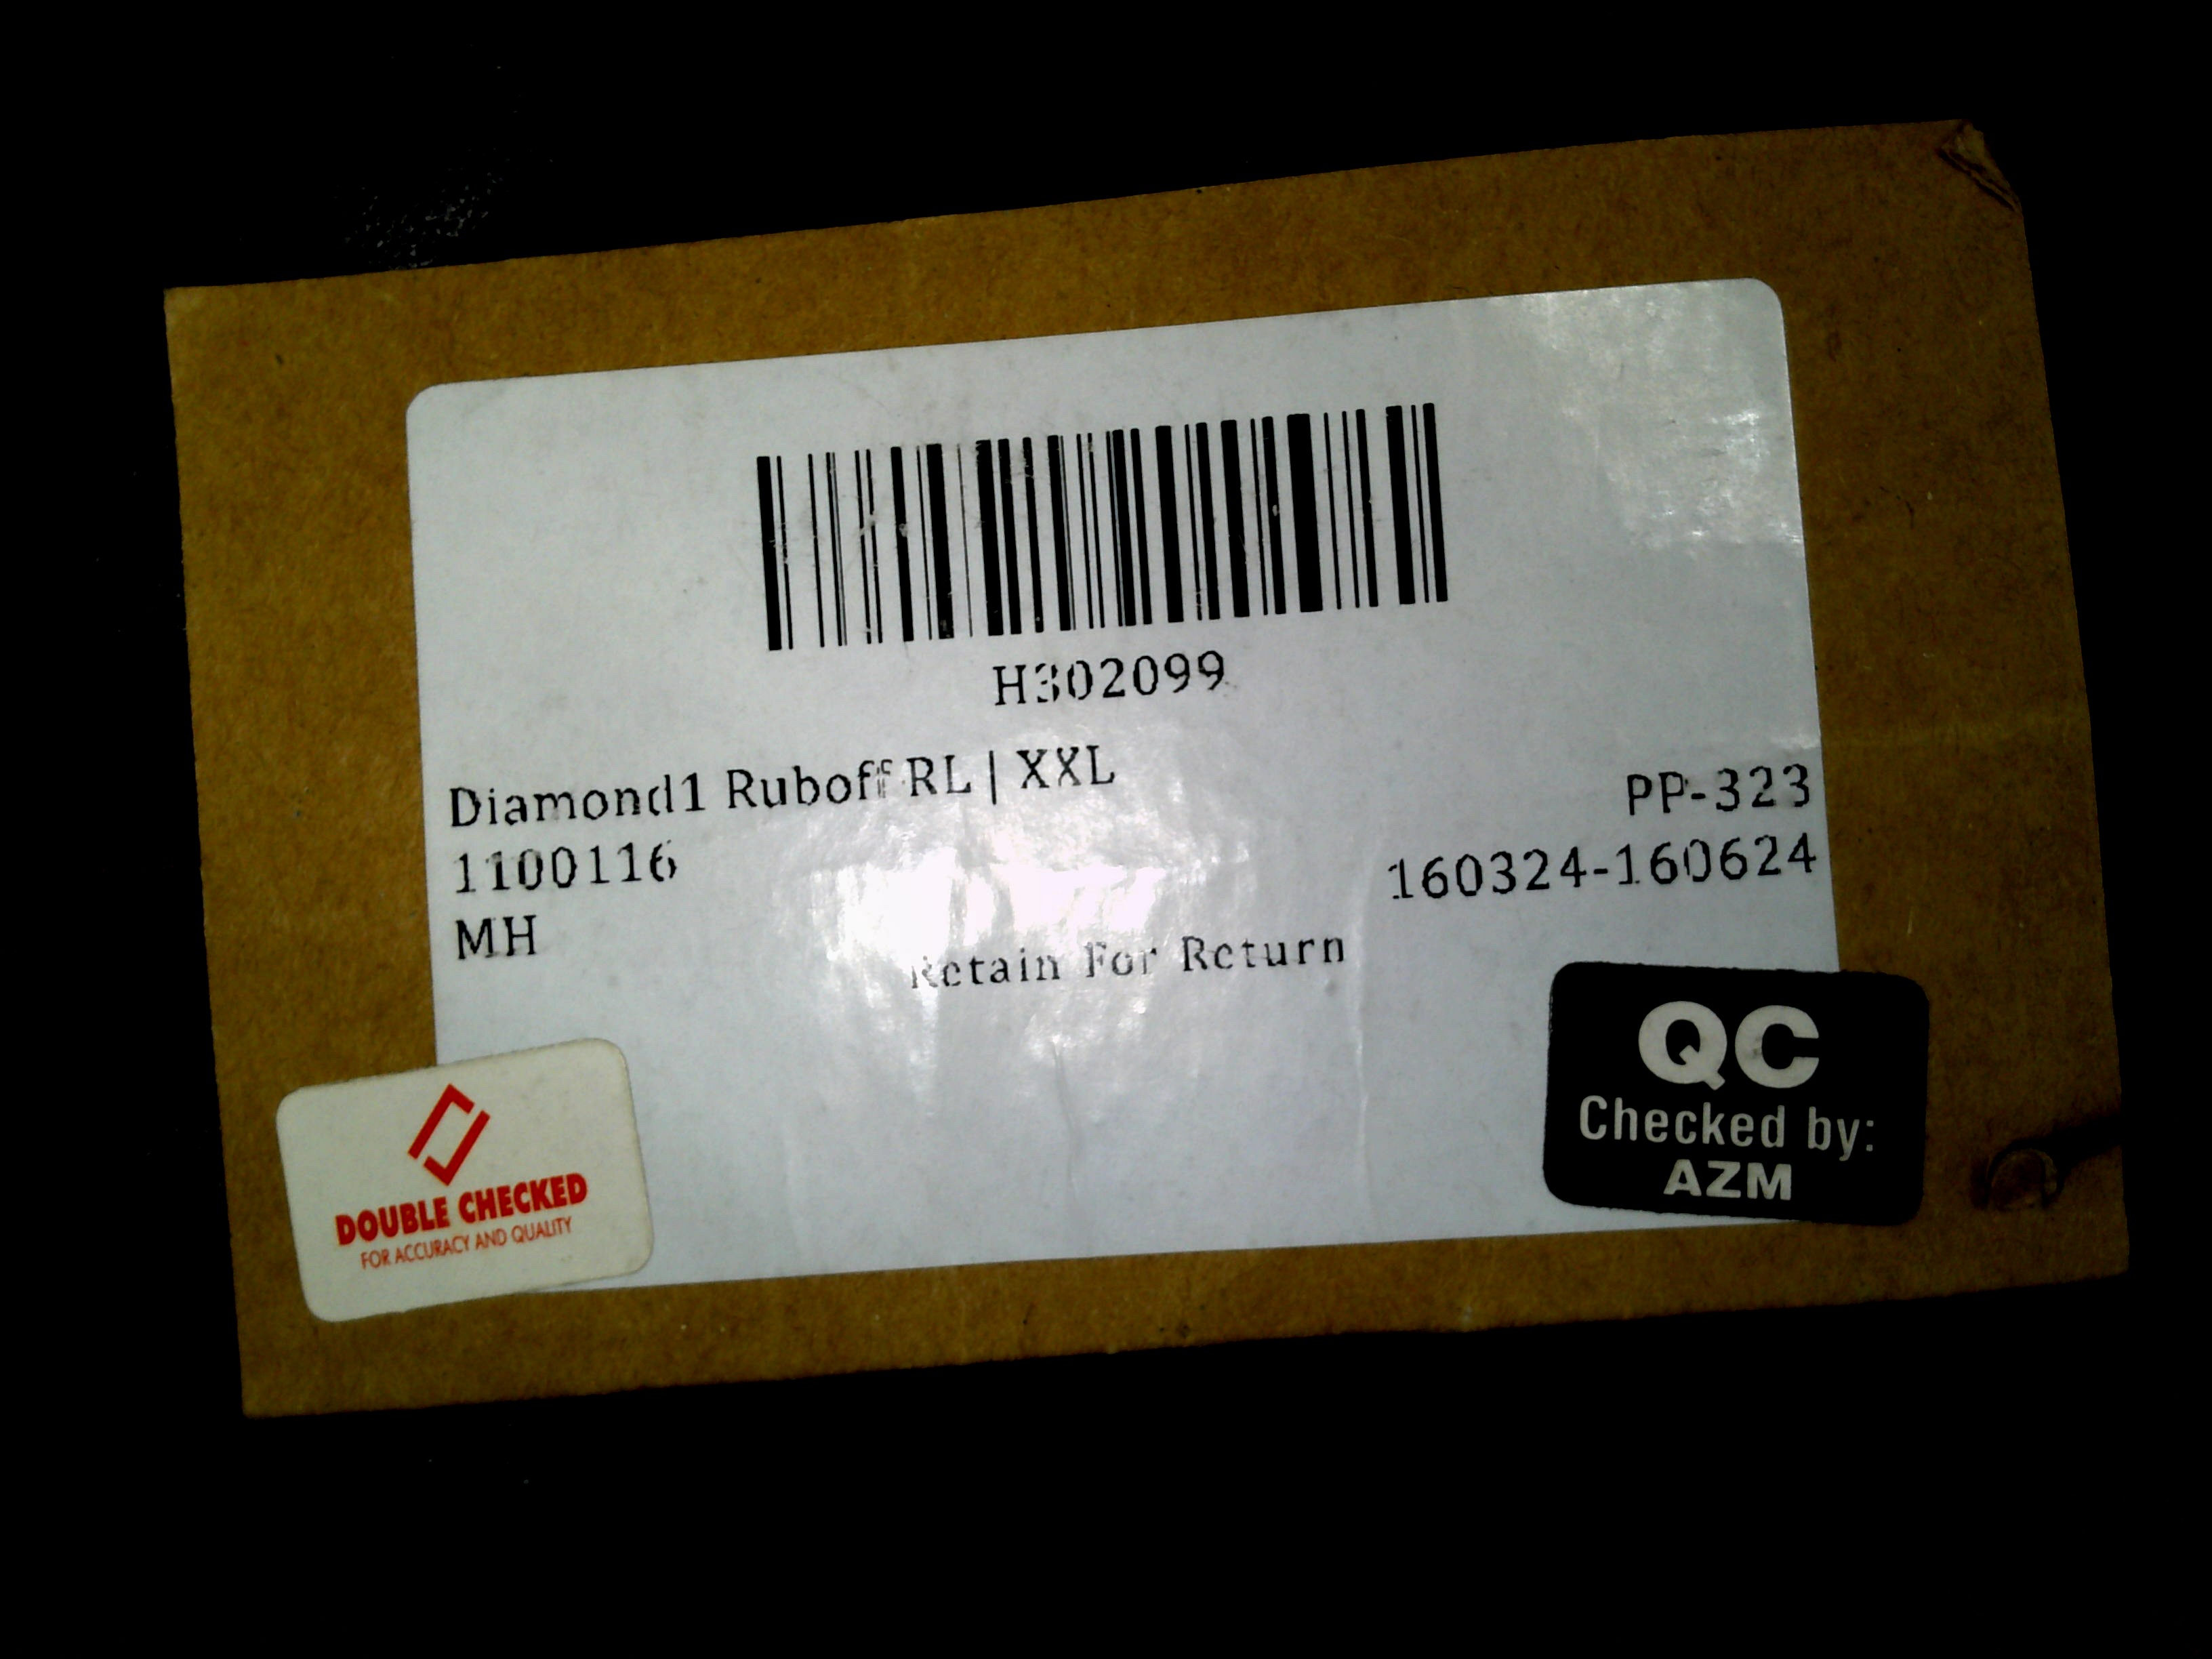 H302099
Diamond1 Ruboff RL | XXL
PP-323
1100116
160324-160624
MH
Retain For Return
QC
Checked by:
AZM
DOUBLE CHECKED
FOR ACCURACY AND QUALITY